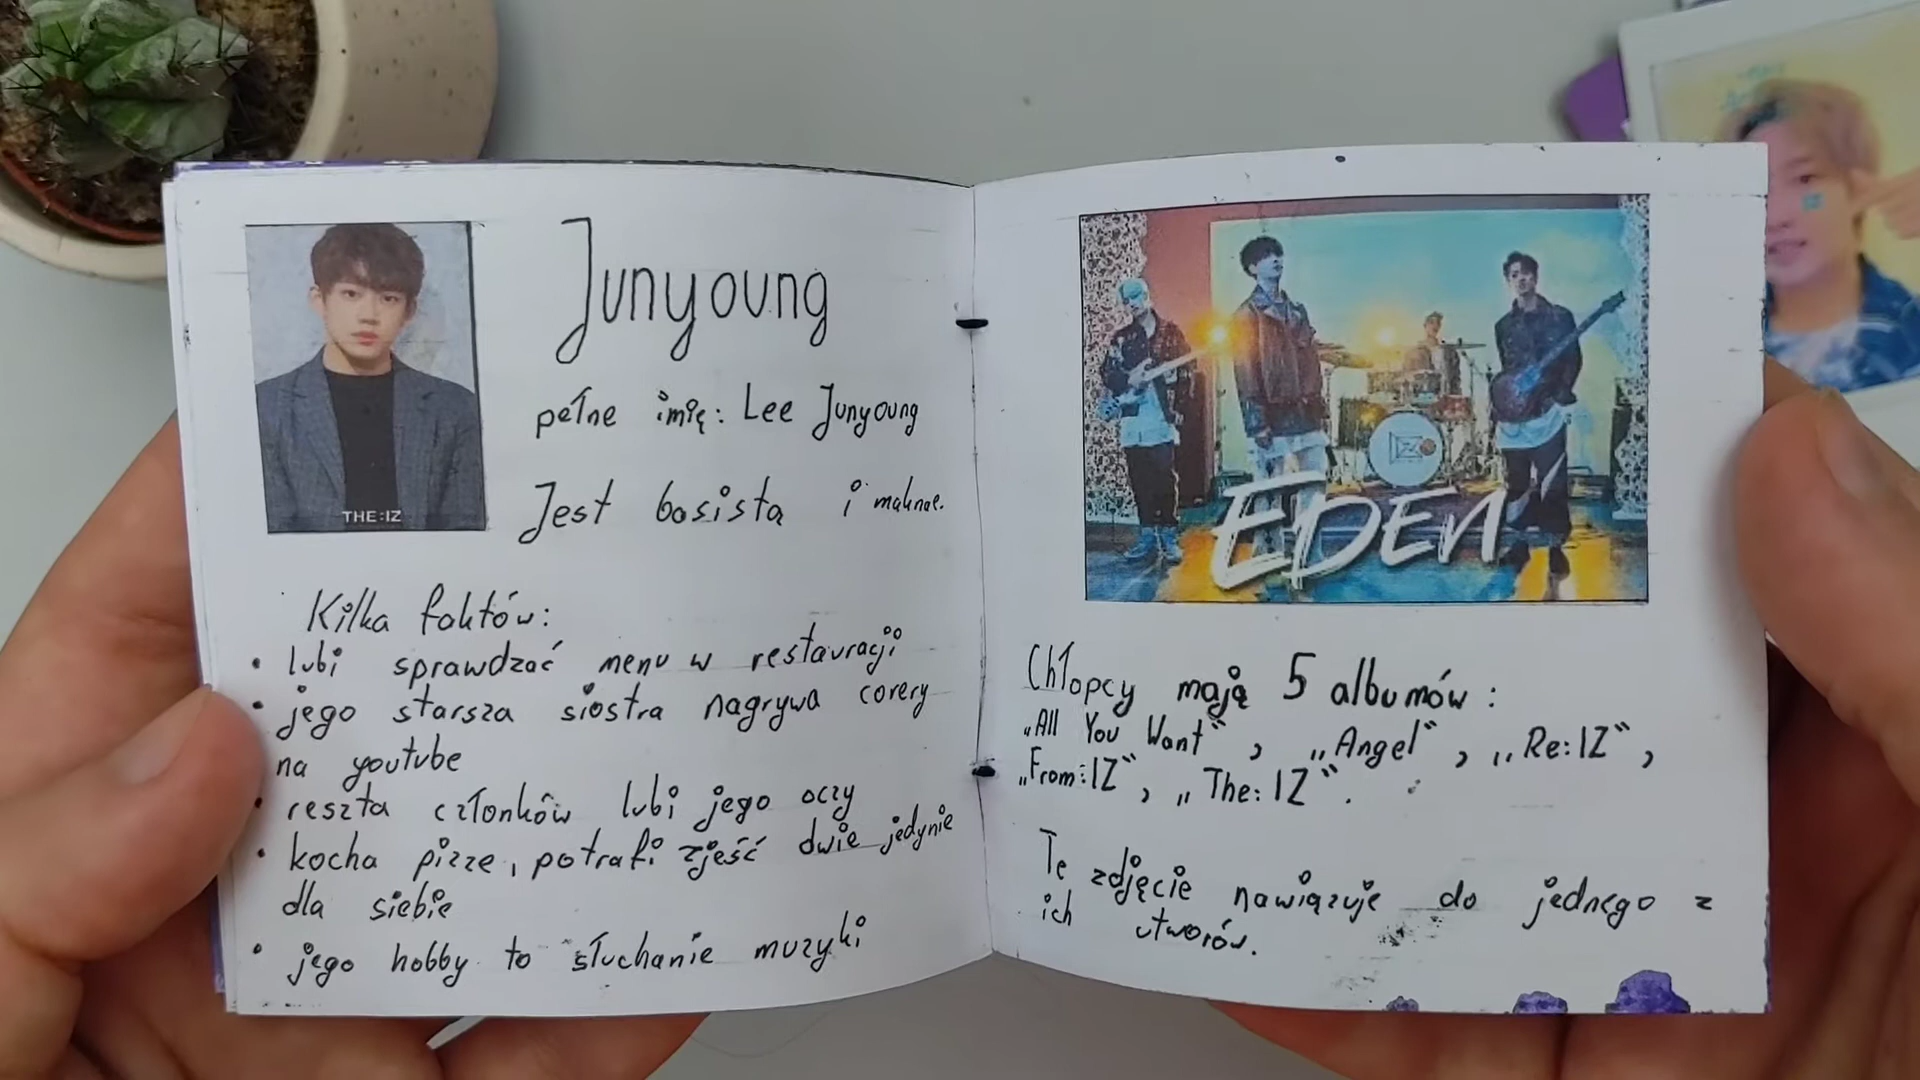 Junyoung
pełne imię: Lee Junyoung
Jest basistą i maknae.
THE:IZ
Kilka faktów:
• lubi sprawdzać menu w restauracji
• jego starsza siostra nagrywa covery
na youtube
• reszta członków lubi jego oczy
• kocha pizze, potrafi zjeść dwie jedynie
dla siebie
• jego hobby to słuchanie muzyki
EDEN
Chłopcy mają 5 albumów:
„All You Want”, „Angel”, „Re:IZ”,
„From:IZ”, „The:IZ”.
Te zdjęcie nawiązuje do jednego z
ich utworów.